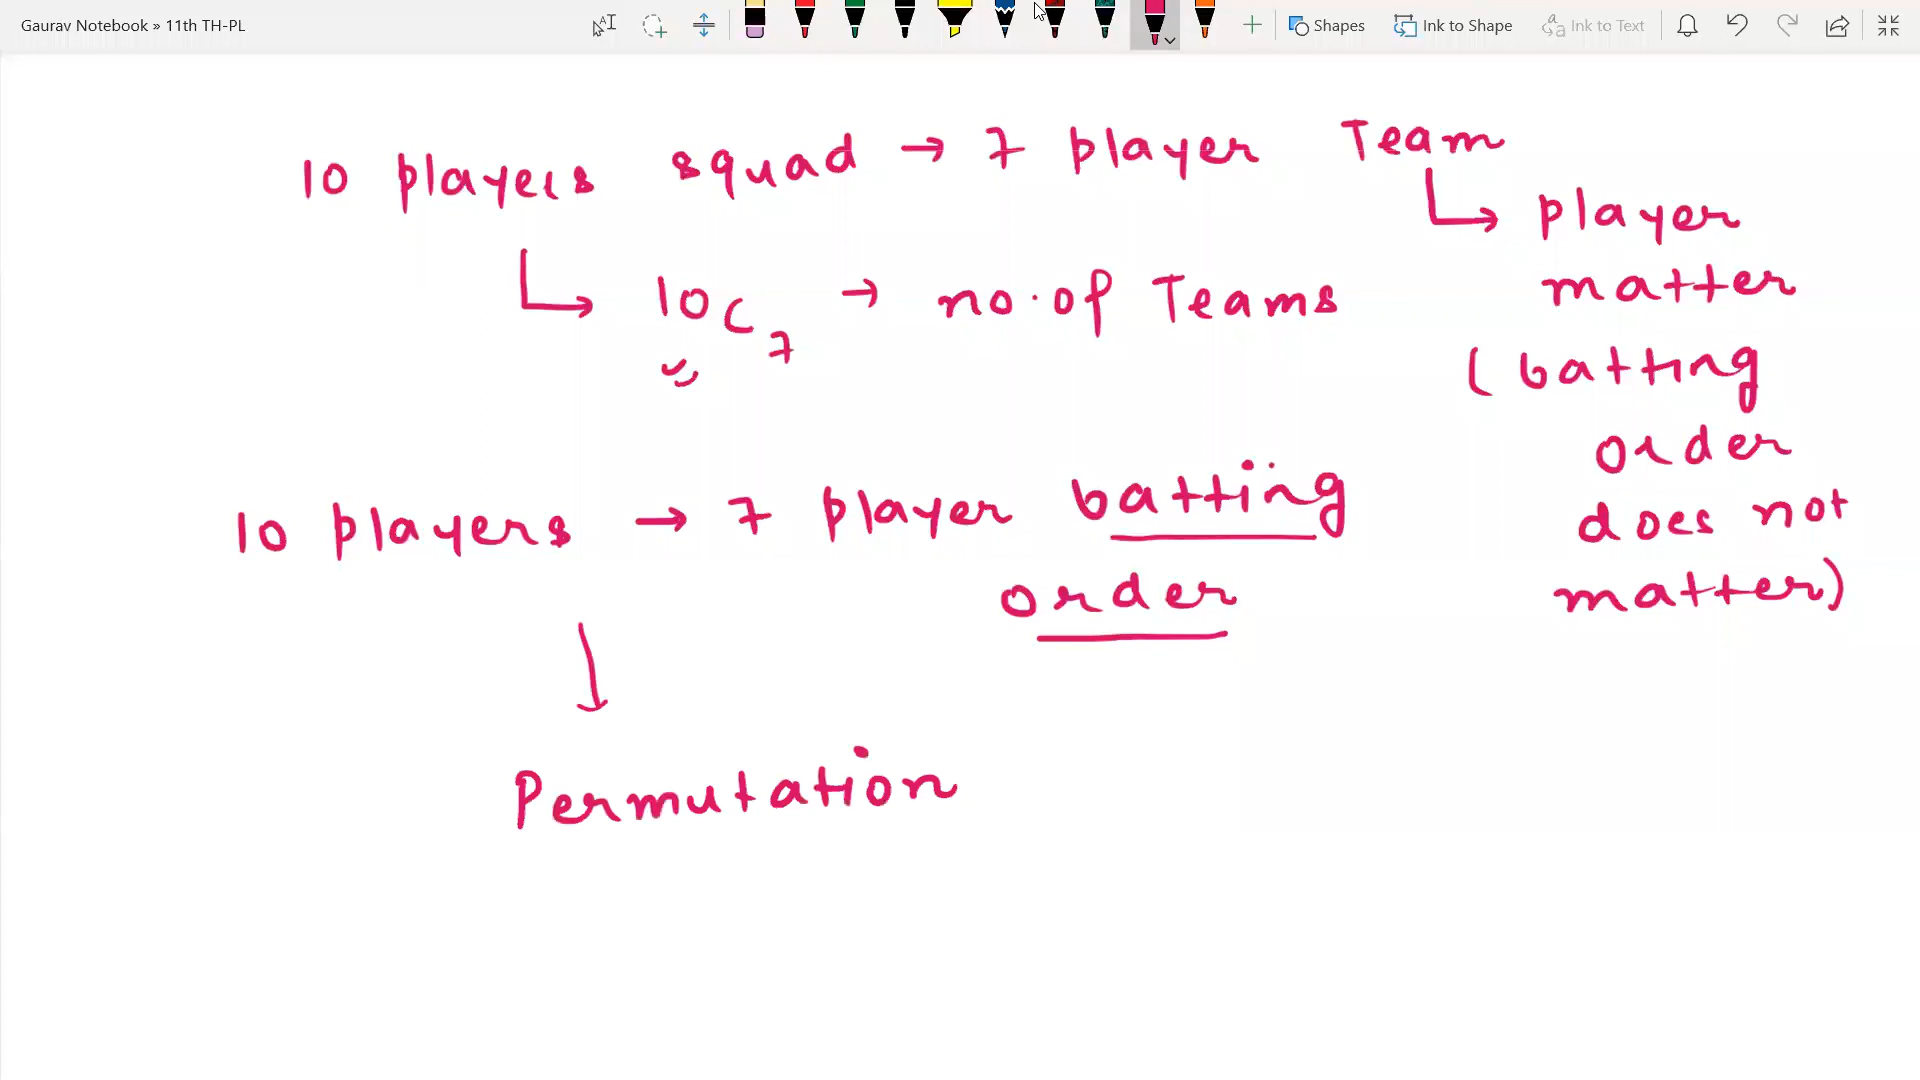 Gaurav Notebook » 11th TH-PL
Shapes
Ink to Shape
Ink to Text
10 players squad → 7 player Team
player
matter
(batting
order
does not
matter)
10C7 → no. of Teams
10 players → 7 player batting
order
Permutation